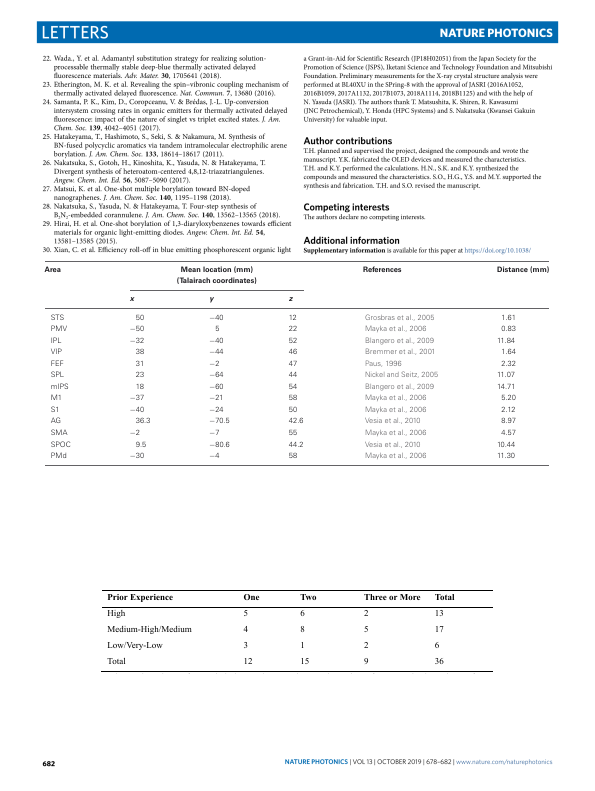 LETTERS
NATURE PHOTONICS
22. Wada., Y. et al. Adamantyl substitution strategy for realizing solution-
processable thermally stable deep-blue thermally activated delayed
fluorescence materials. Adv. Mater. 30, 1705641 (2018).
23. Etherington, M. K. et al. Revealing the spin–vibronic coupling mechanism of
thermally activated delayed fluorescence. Nat. Commun. 7, 13680 (2016).
24. Samanta, P. K., Kim, D., Coropceanu, V. & Brédas, J.-L. Up-conversion
intersystem crossing rates in organic emitters for thermally activated delayed
fluorescence: impact of the nature of singlet vs triplet excited states. J. Am.
Chem. Soc. 139, 4042–4051 (2017).
25. Hatakeyama, T., Hashimoto, S., Seki, S. & Nakamura, M. Synthesis of
BN-fused polycyclic aromatics via tandem intramolecular electrophilic arene
borylation. J. Am. Chem. Soc. 133, 18614–18617 (2011).
26. Nakatsuka, S., Gotoh, H., Kinoshita, K., Yasuda, N. & Hatakeyama, T.
Divergent synthesis of heteroatom-centered 4,8,12-triazatriangulenes.
Angew. Chem. Int. Ed. 56, 5087–5090 (2017).
27. Matsui, K. et al. One-shot multiple borylation toward BN-doped
nanographenes. J. Am. Chem. Soc. 140, 1195–1198 (2018).
28. Nakatsuka, S., Yasuda, N. & Hatakeyama, T. Four-step synthesis of
B2N2-embedded corannulene. J. Am. Chem. Soc. 140, 13562–13565 (2018).
29. Hirai, H. et al. One-shot borylation of 1,3-diaryloxybenzenes towards efficient
materials for organic light-emitting diodes. Angew. Chem. Int. Ed. 54,
13581–13585 (2015).
30. Xian, C. et al. Efficiency roll-off in blue emitting phosphorescent organic light
a Grant-in-Aid for Scientific Research (JP18H02051) from the Japan Society for the
Promotion of Science (JSPS), Iketani Science and Technology Foundation and Mitsubishi
Foundation. Preliminary measurements for the X-ray crystal structure analysis were
performed at BL40XU in the SPring-8 with the approval of JASRI (2016A1052,
2016B1059, 2017A1132, 2017B1073, 2018A1114, 2018B1125) and with the help of
N. Yasuda (JASRI). The authors thank T. Matsushita, K. Shiren, R. Kawasumi
(JNC Petrochemical), Y. Honda (HPC Systems) and S. Nakatsuka (Kwansei Gakuin
University) for valuable input.
Author contributions
T.H. planned and supervised the project, designed the compounds and wrote the
manuscript. Y.K. fabricated the OLED devices and measured the characteristics.
T.H. and K.Y. performed the calculations. H.N., S.K. and K.Y. synthesized the
compounds and measured the characteristics. S.O., H.G., Y.S. and M.Y. supported the
synthesis and fabrication. T.H. and S.O. revised the manuscript.
Competing interests
The authors declare no competing interests.
Additional information
Supplementary information is available for this paper at https://doi.org/10.1038/
Area Mean location (mm) References Distance (mm)
(Talairach coordinates)
x y z
STS 50 −40 12 Grosbras et al., 2005 1.61
PMV −50 5 22 Mayka et al., 2006 0.83
IPL −32 −40 52 Blangero et al., 2009 11.84
VIP 38 −44 46 Bremmer et al., 2001 1.64
FEF 31 −2 47 Paus, 1996 2.32
SPL 23 −64 44 Nickel and Seitz, 2005 11.07
mIPS 18 −60 54 Blangero et al., 2009 14.71
M1 −37 −21 58 Mayka et al., 2006 5.20
S1 −40 −24 50 Mayka et al., 2006 2.12
AG 36.3 −70.5 42.6 Vesia et al., 2010 8.97
SMA −2 −7 55 Mayka et al., 2006 4.57
SPOC 9.5 −80.6 44.2 Vesia et al., 2010 10.44
PMd −30 −4 58 Mayka et al., 2006 11.30
Prior Experience One Two Three or More Total
High 5 6 2 13
Medium-High/Medium 4 8 5 17
Low/Very-Low 3 1 2 6
Total 12 15 9 36
682
NATURE PHOTONICS | VOL 13 | OCTOBER 2019 | 678–682 | www.nature.com/naturephotonics